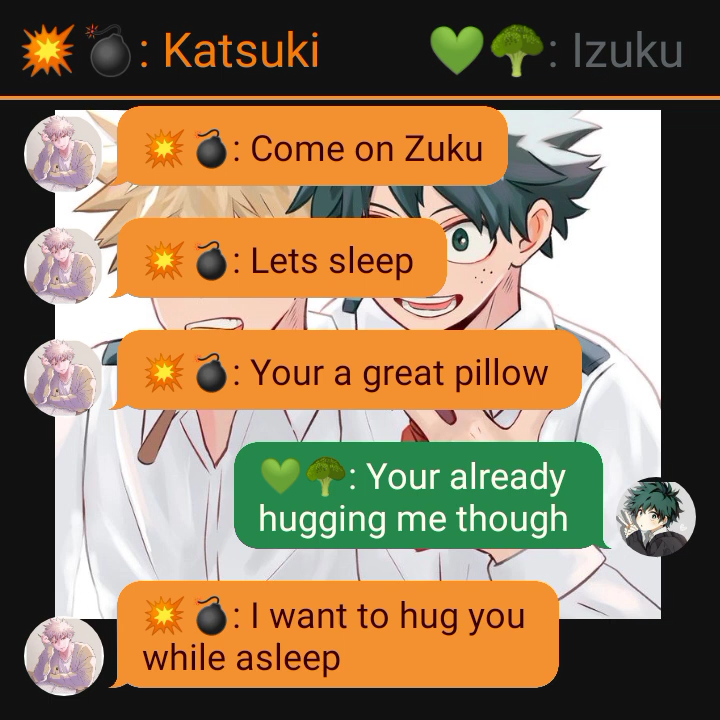 💥💣: Katsuki
💚🥦: Izuku
💥💣: Come on Zuku
💥💣: Lets sleep
💥💣: Your a great pillow
💚🥦: Your already
hugging me though
💥💣: I want to hug you
while asleep